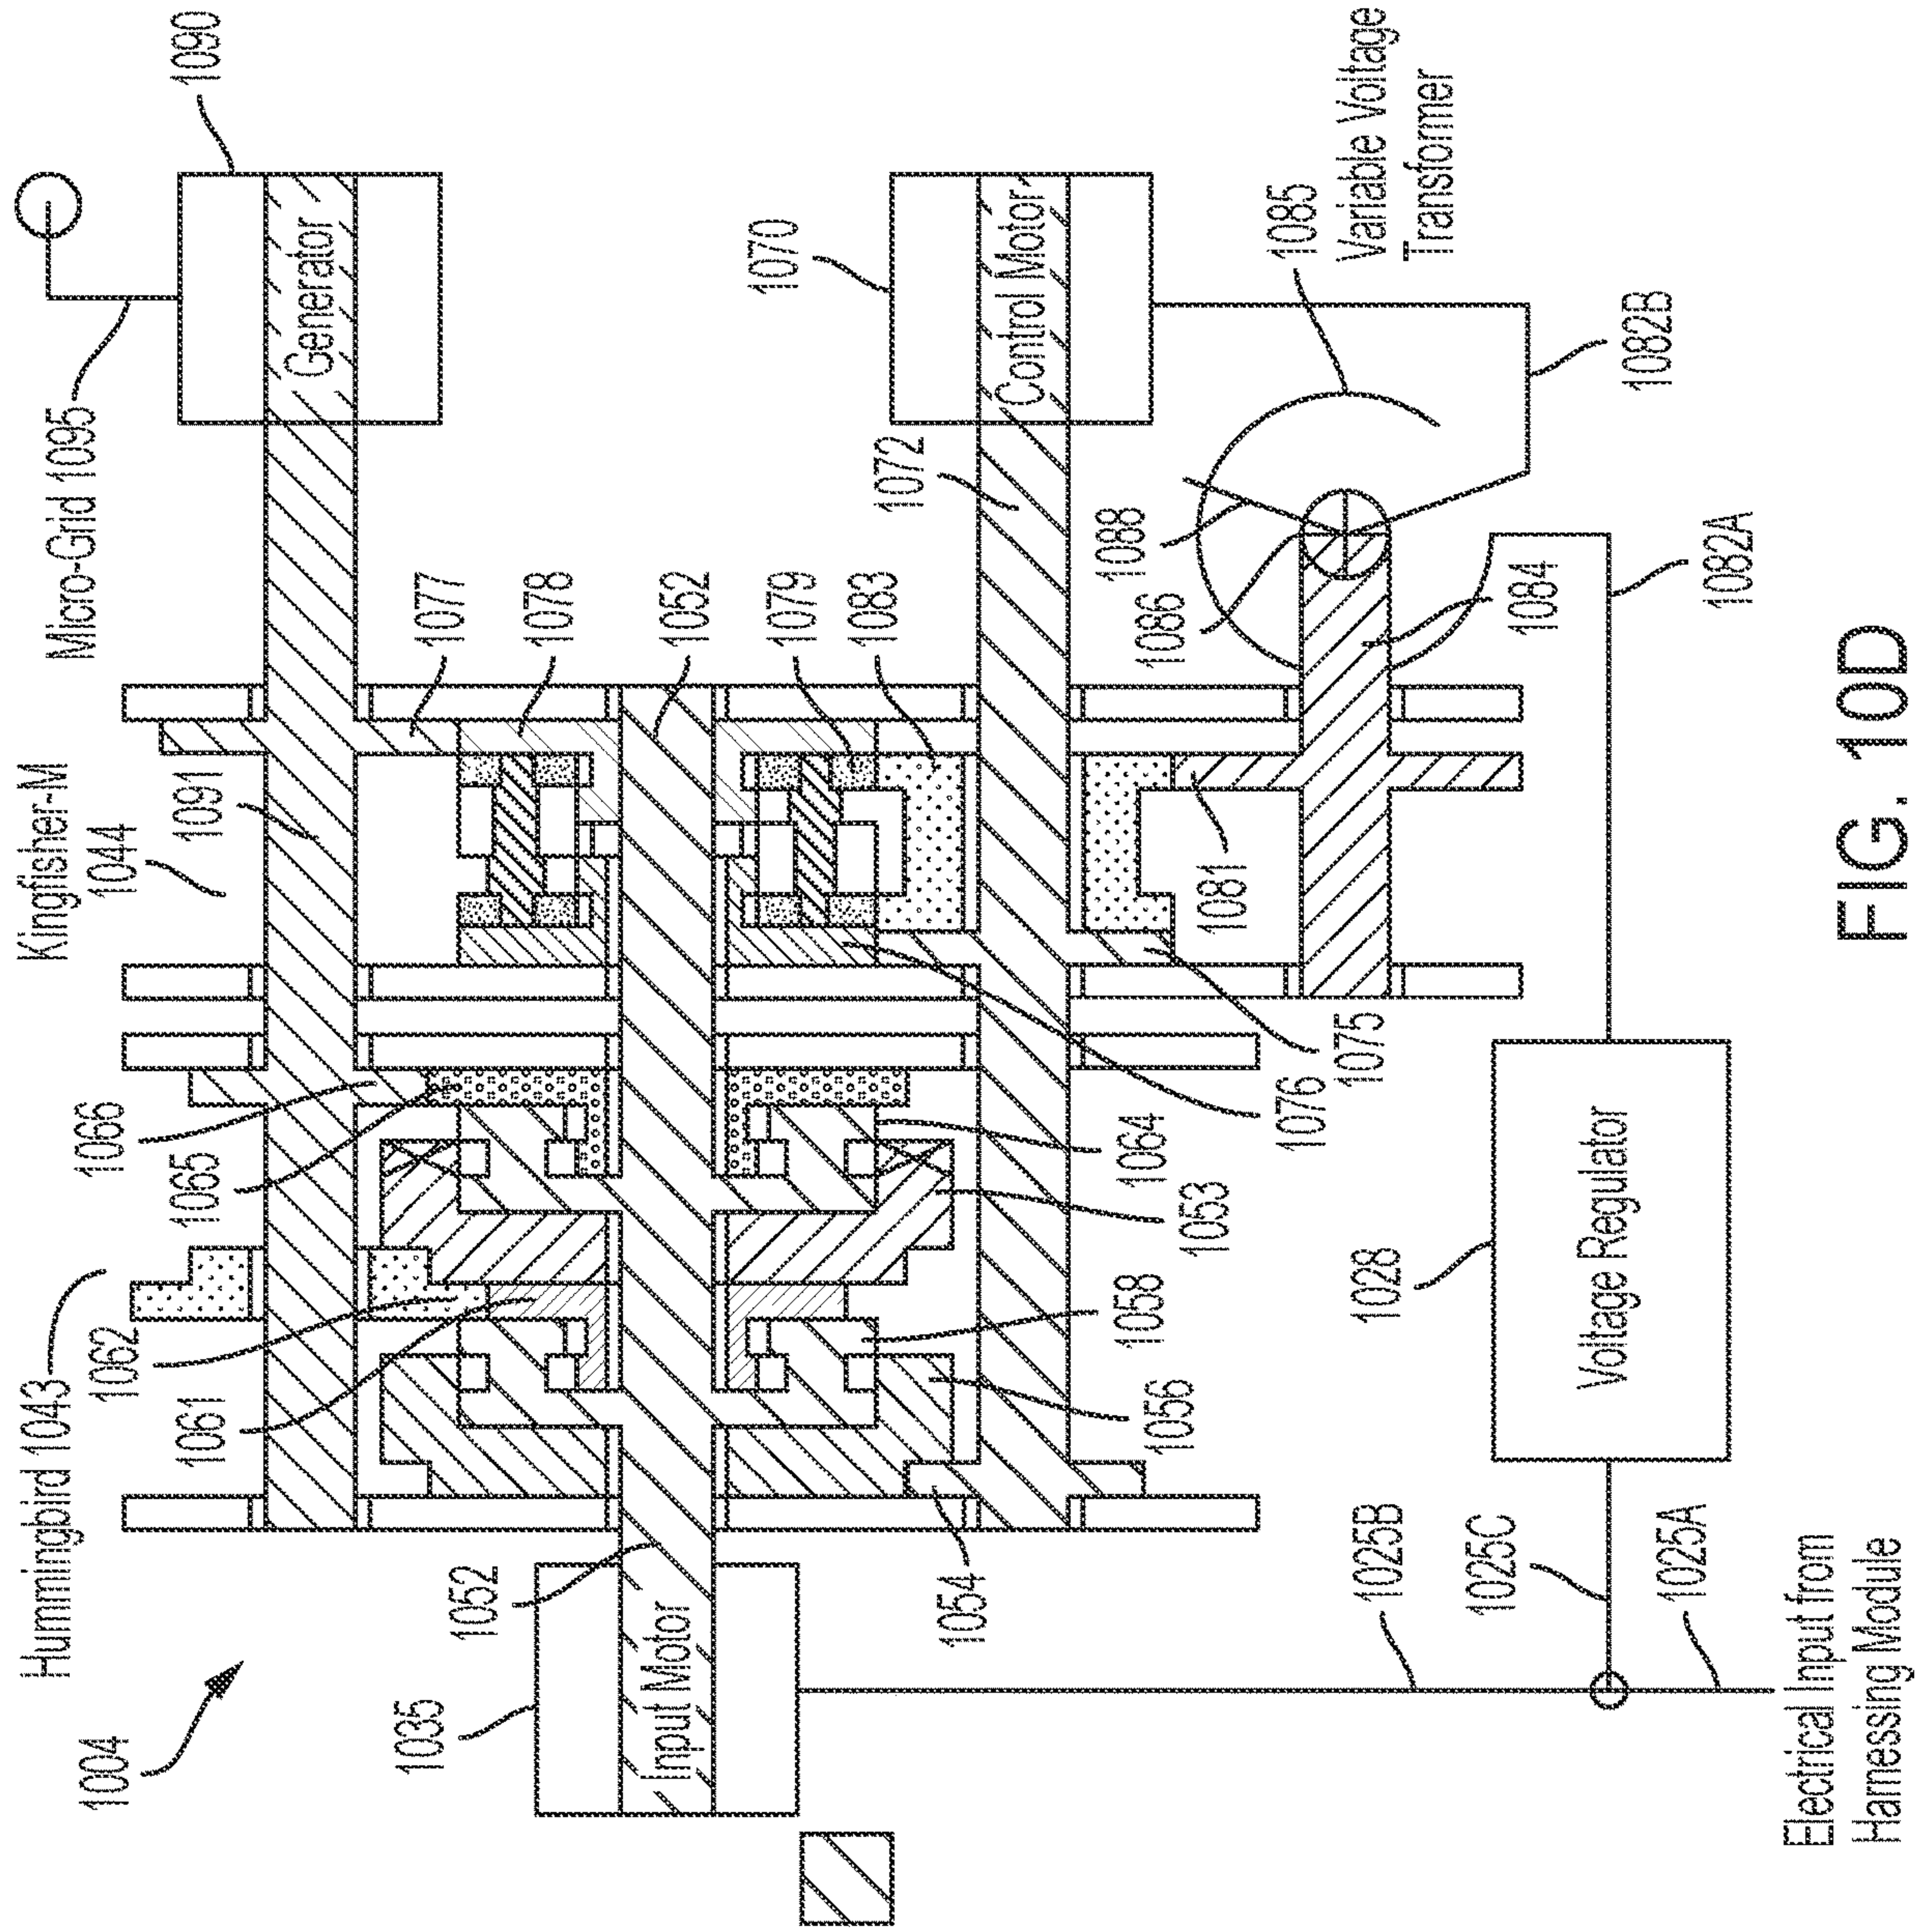 Humminbird 1043
Kingfisher-M
1044
Micro-Grid 1095
1090
1004
1062
1066
1091
1061
1065
Generator
1077
1078
1052
1079
1083
1035
1052
Input Motor
1054
1056
1058
1053
1064
1076
1075
1072
1070
Control Motor
1081
1086
1088
1085
Variable Voltage
Transformer
1084
1082A
1082B
1028
Voltage Regulator
1025B
1025C
1025A
Electrical Input from
Harnessing Module
FIG. 10D